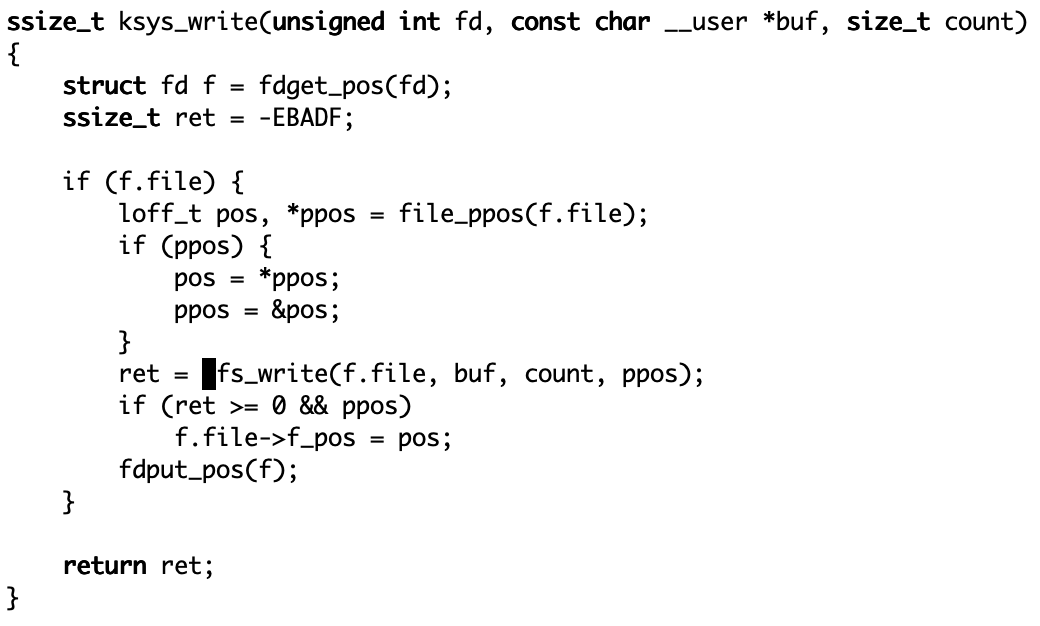 ssize_t ksys_write(unsigned int fd, const char __user *buf, size_t count)
{
    struct fd f = fdget_pos(fd);
    ssize_t ret = -EBADF;

    if (f.file) {
        loff_t pos, *ppos = file_ppos(f.file);
        if (ppos) {
            pos = *ppos;
            ppos = &pos;
        }
        ret = fs_write(f.file, buf, count, ppos);
        if (ret >= 0 && ppos)
            f.file->f_pos = pos;
        fdput_pos(f);
    }

    return ret;
}